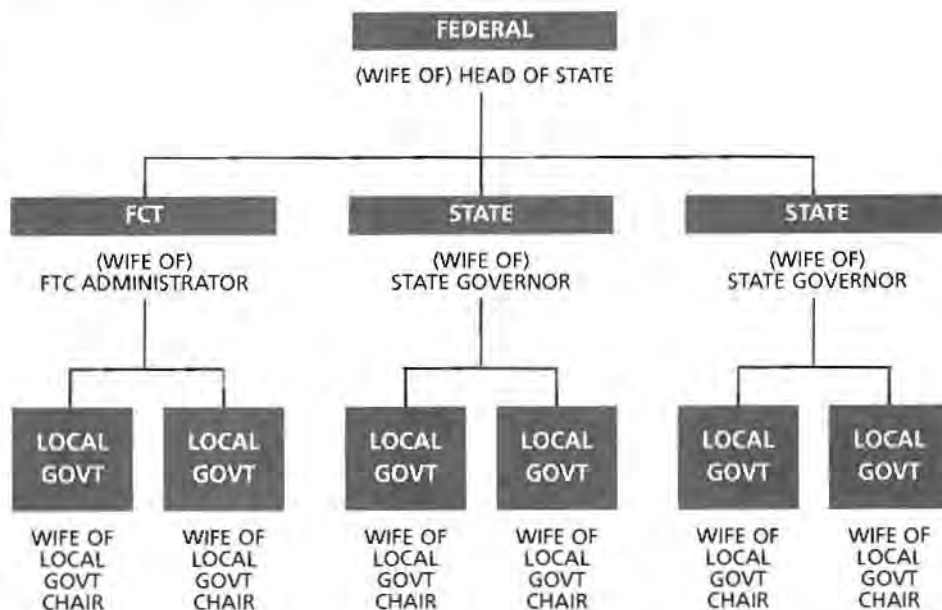 FEDERAL
(WIFE OF) HEAD OF STATE
FCT
STATE
STATE
(WIFE OF)
FTC ADMINISTRATOR
(WIFE OF)
STATE GOVERNOR
(WIFE OF)
STATE GOVERNOR
LOCAL
GOVT
LOCAL
GOVT
LOCAL
GOVT
LOCAL
GOVT
LOCAL
GOVT
LOCAL
GOVT
WIFE OF
LOCAL
GOVT
CHAIR
WIFE OF
LOCAL
GOVT
CHAIR
WIFE OF
LOCAL
GOVT
CHAIR
WIFE OF
LOCAL
GOVT
CHAIR
WIFE OF
LOCAL
GOVT
CHAIR
WIFE OF
LOCAL
GOVT
CHAIR